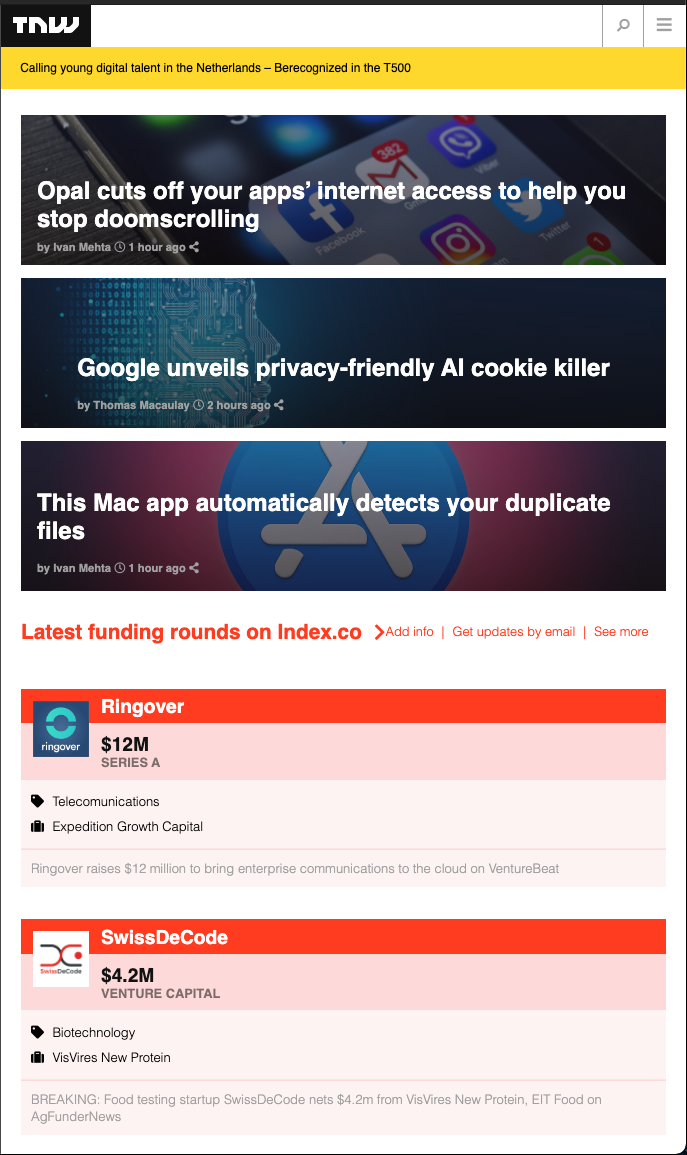 TNW
Calling young digital talent in the Netherlands – Berecognized in the T500
382
Viber
Facebook
Twitter
1
Opal cuts off your apps’ internet access to help you
stop doomscrolling
by Ivan Mehta 1 hour ago
Google unveils privacy-friendly AI cookie killer
by Thomas Macaulay 2 hours ago
This Mac app automatically detects your duplicate
files
by Ivan Mehta 1 hour ago
Latest funding rounds on Index.co Add info | Get updates by email | See more
Ringover
ringover
$12M
SERIES A
Telecomunications
Expedition Growth Capital
Ringover raises $12 million to bring enterprise communications to the cloud on VentureBeat
SwissDeCode
SwissDeCode
$4.2M
VENTURE CAPITAL
Biotechnology
VisVires New Protein
BREAKING: Food testing startup SwissDeCode nets $4.2m from VisVires New Protein, EIT Food on
AgFunderNews